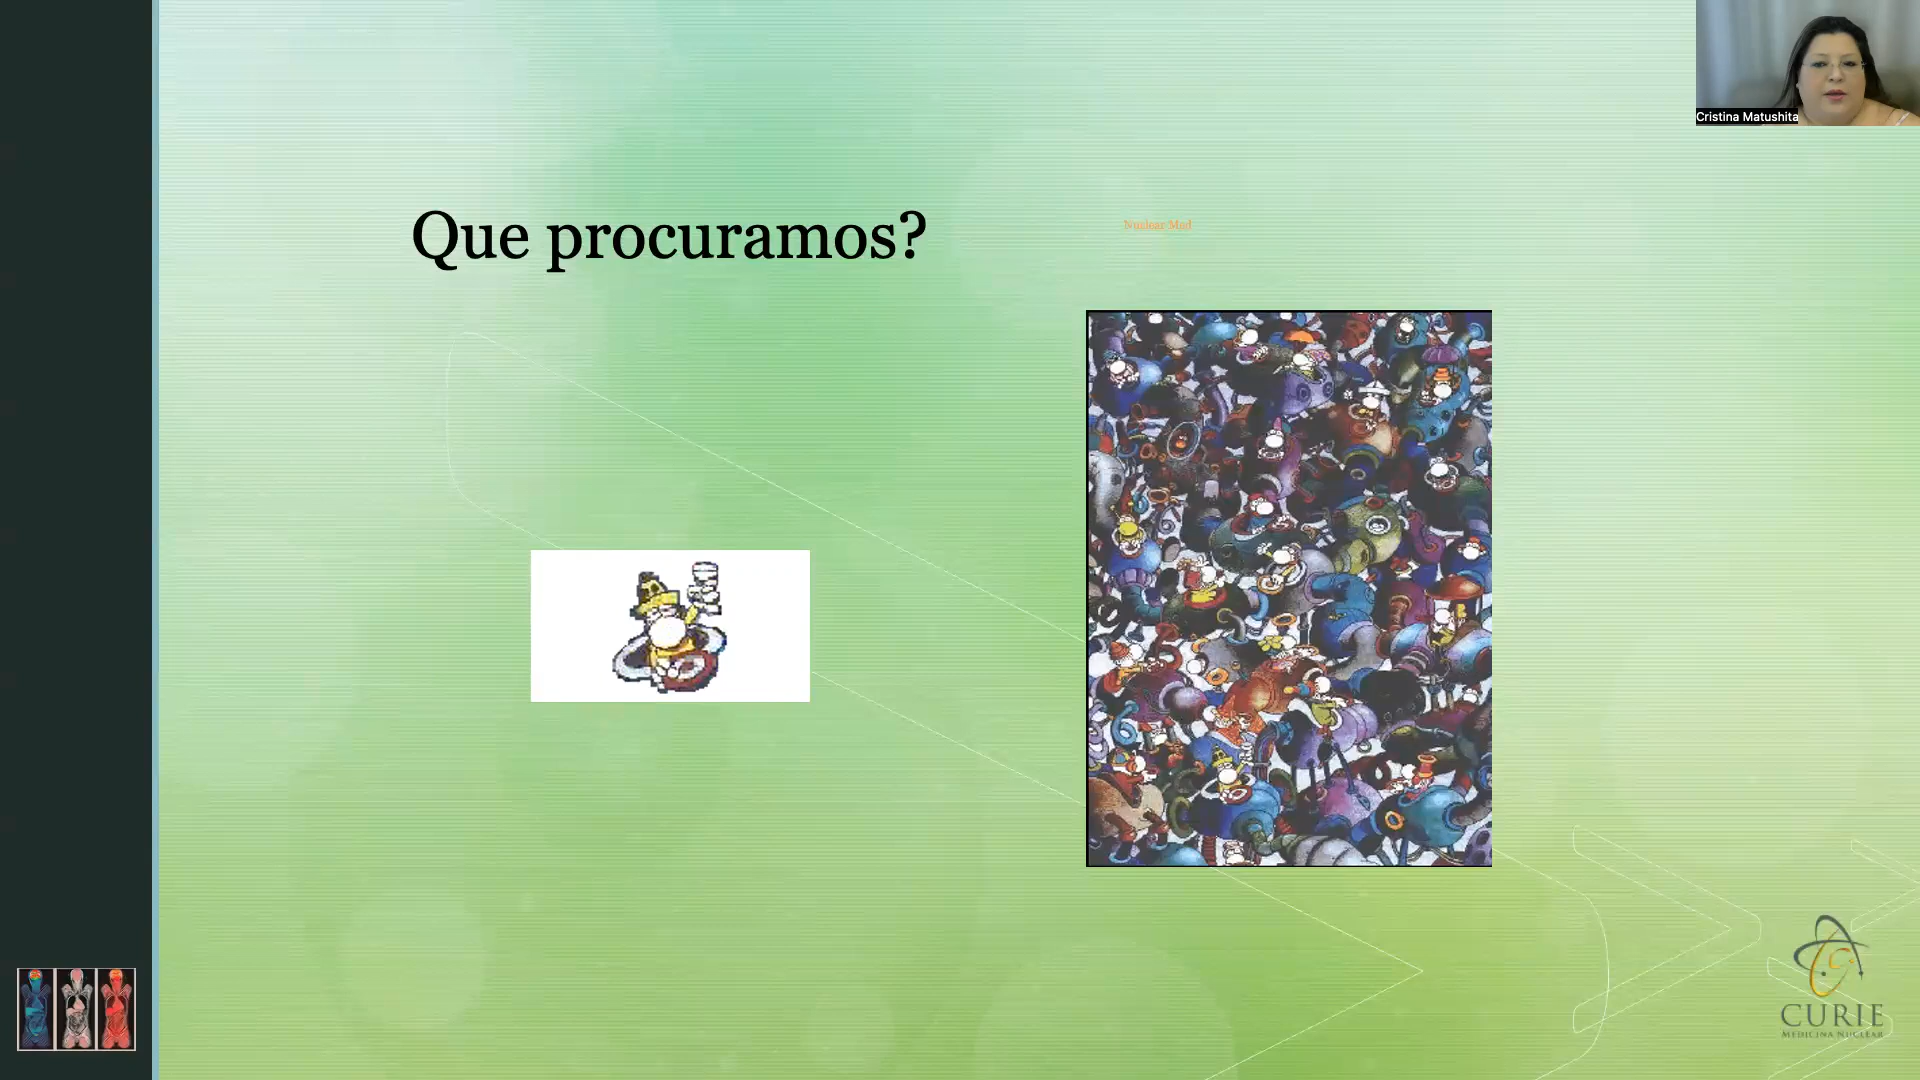 Cristina Matushita
Que procuramos?
Nuclear Med
CURIE
MEDICINA NUCLEAR